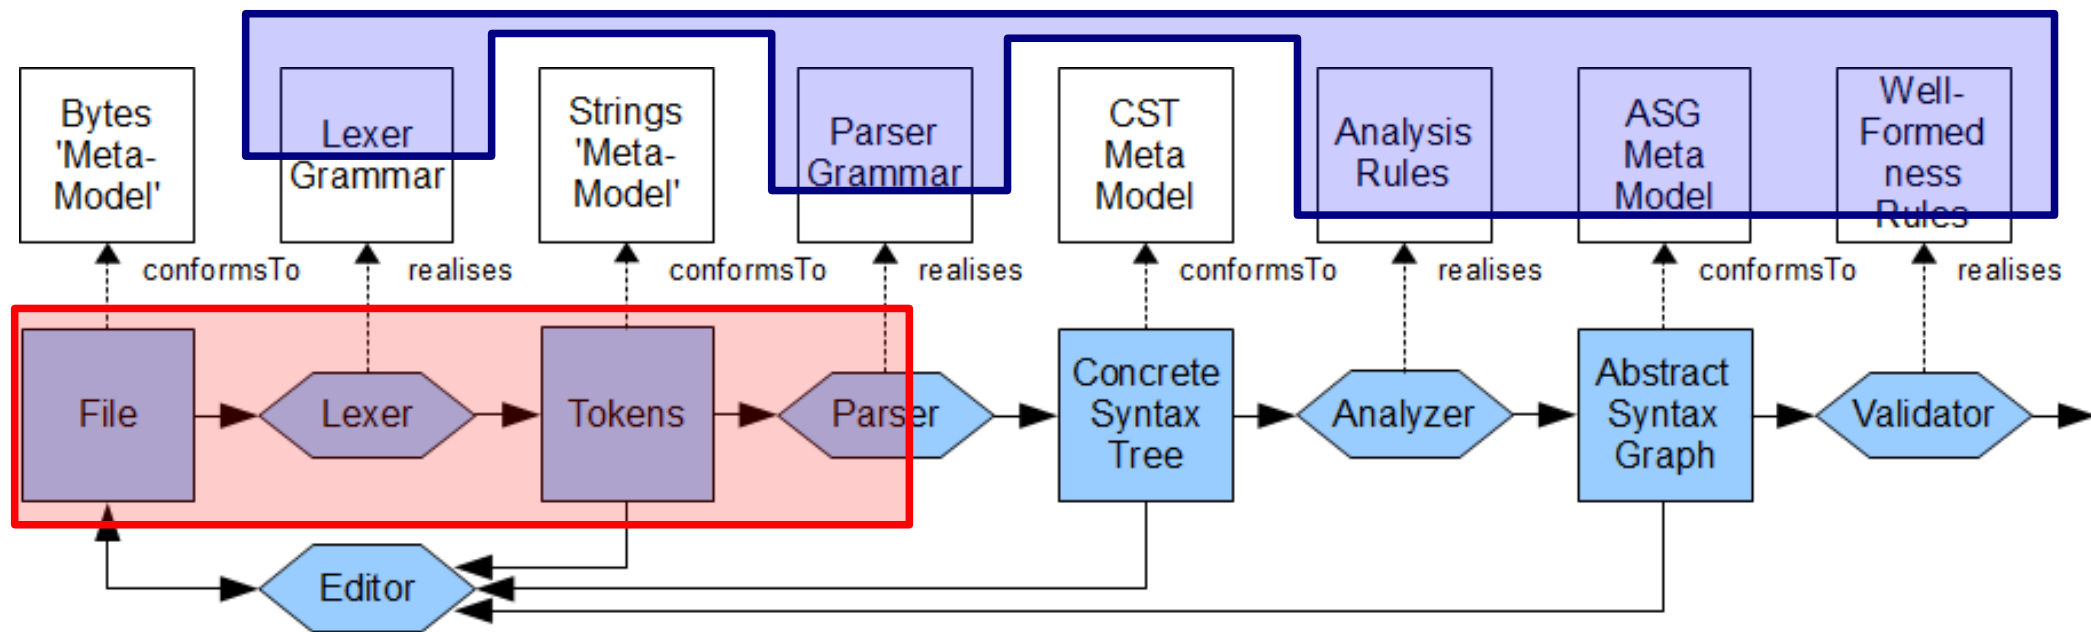 Bytes
'Meta-
Model'
Lexer
Grammar
Strings
'Meta-
Model'
Parser
Grammar
CST
Meta
Model
Analysis
Rules
ASG
Meta
Model
Well-
Formed
ness
Rules
conformsTo
realises
conformsTo
realises
conformsTo
realises
conformsTo
realises
File
Lexer
Tokens
Parser
Concrete
Syntax
Tree
Analyzer
Abstract
Syntax
Graph
Validator
Editor